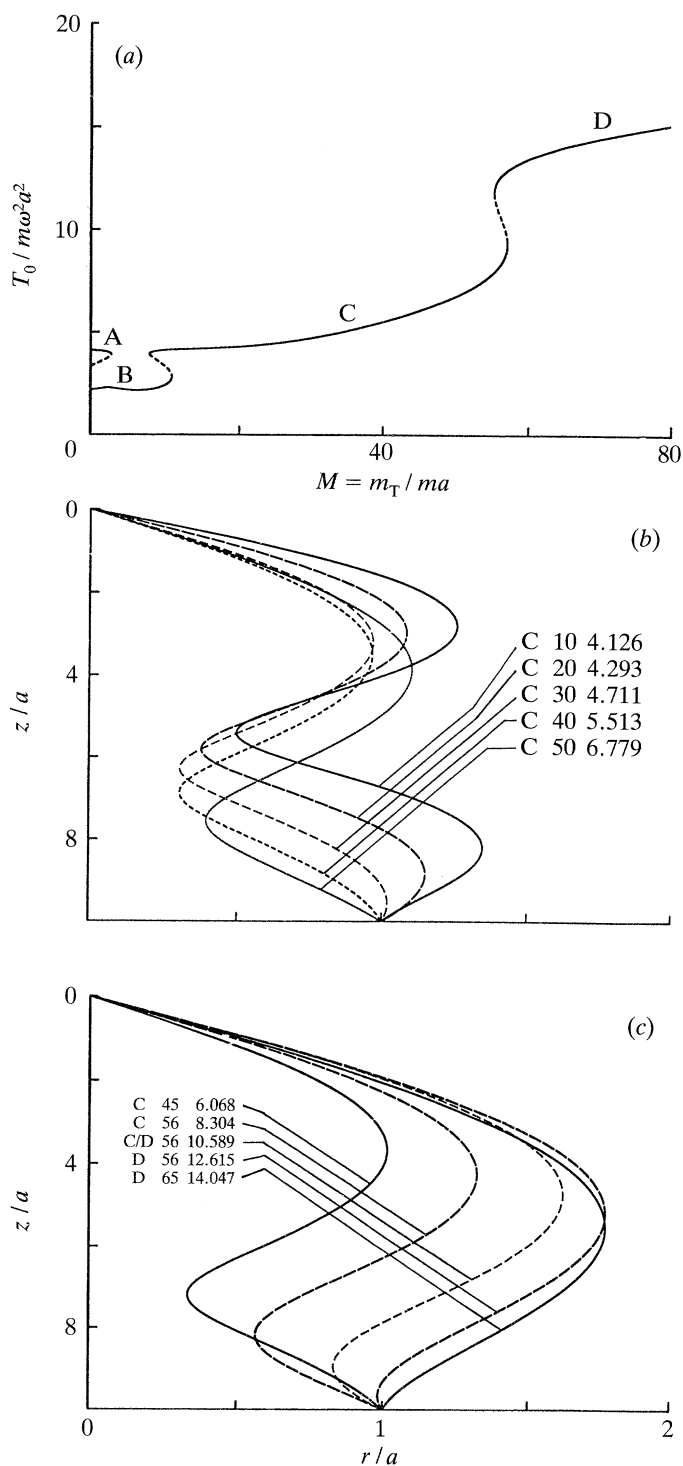 20
(a)
D
T₀ / mω²a²
10
C
A
B
0
40
80
M = m_T / ma
0
(b)
C 10 4.126
C 20 4.293
C 30 4.711
C 40 5.513
C 50 6.779
4
z / a
8
0
(c)
C 45 6.068
C 56 8.304
C/D 56 10.589
D 56 12.615
D 65 14.047
4
z / a
8
0
1
2
r / a